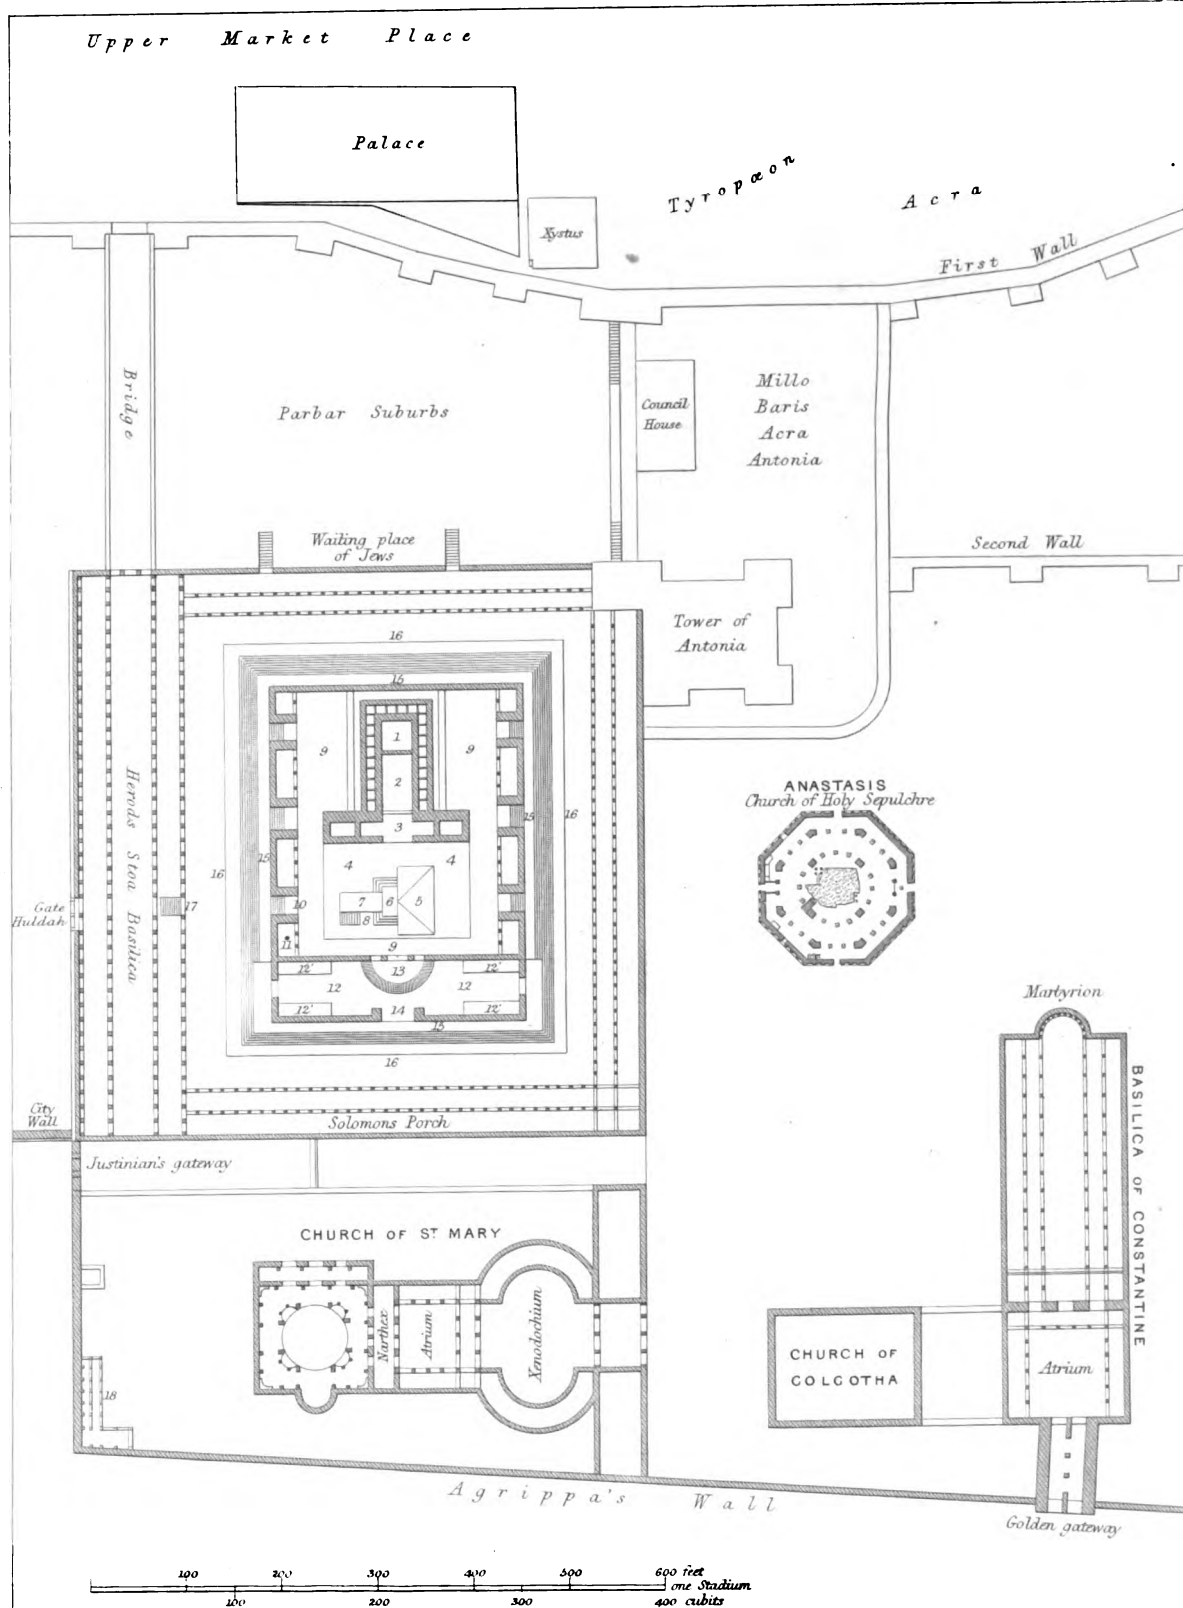 Upper Market Place
Palace
Tyropœon
Acra
Xystus
First Wall
Bridge
Parbar Suburbs
Council
House
Millo
Baris
Acra
Antonia
Wailing place
of Jews
Second Wall
Tower of
Antonia
16
15
1
9
9
2
Herods Stoa Basilica
ANASTASIS
Church of Holy Sepulchre
3
15
16
15
4
4
16
7
6
5
8
10
17
Gate
Huldah
11
9
12'
13
12'
12
12
12'
14
12'
15
16
Martyrion
City
Wall
Solomons Porch
BASILICA OF CONSTANTINE
Justinian's gateway
CHURCH OF ST MARY
Narthex
Atrium
Xenodochium
CHURCH OF
GOLGOTHA
Atrium
18
Agrippa's Wall
Golden gateway
100 200 300 400 500 600 feet
one Stadium
100 200 300 400 cubits